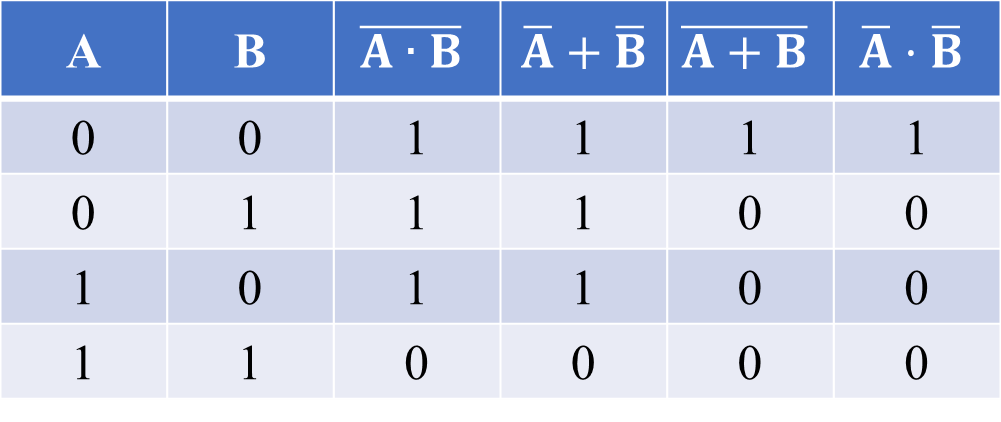 A B A̅ ̅·̅ ̅B̅ A̅ + B̅ A̅ ̅+̅ ̅B̅ A̅ · B̅
0 0 1 1 1 1
0 1 1 1 0 0
1 0 1 1 0 0
1 1 0 0 0 0